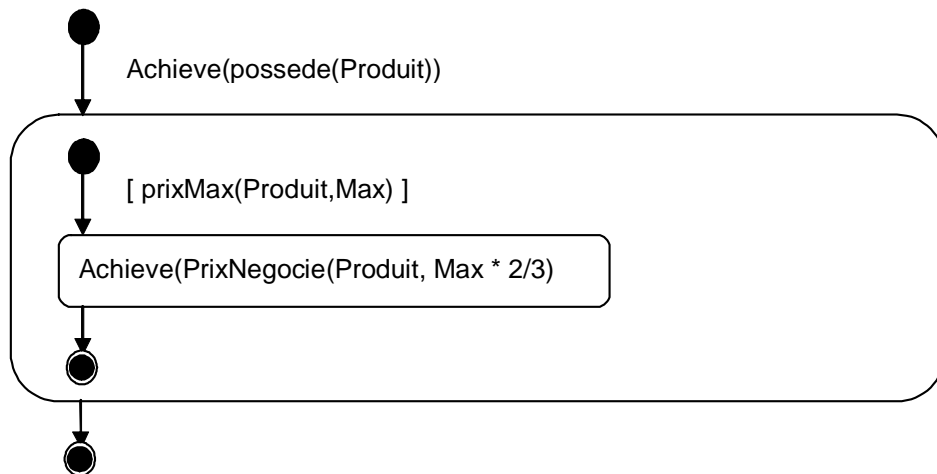 Achieve(possede(Produit))
[ prixMax(Produit,Max) ]
Achieve(PrixNegocie(Produit, Max * 2/3)